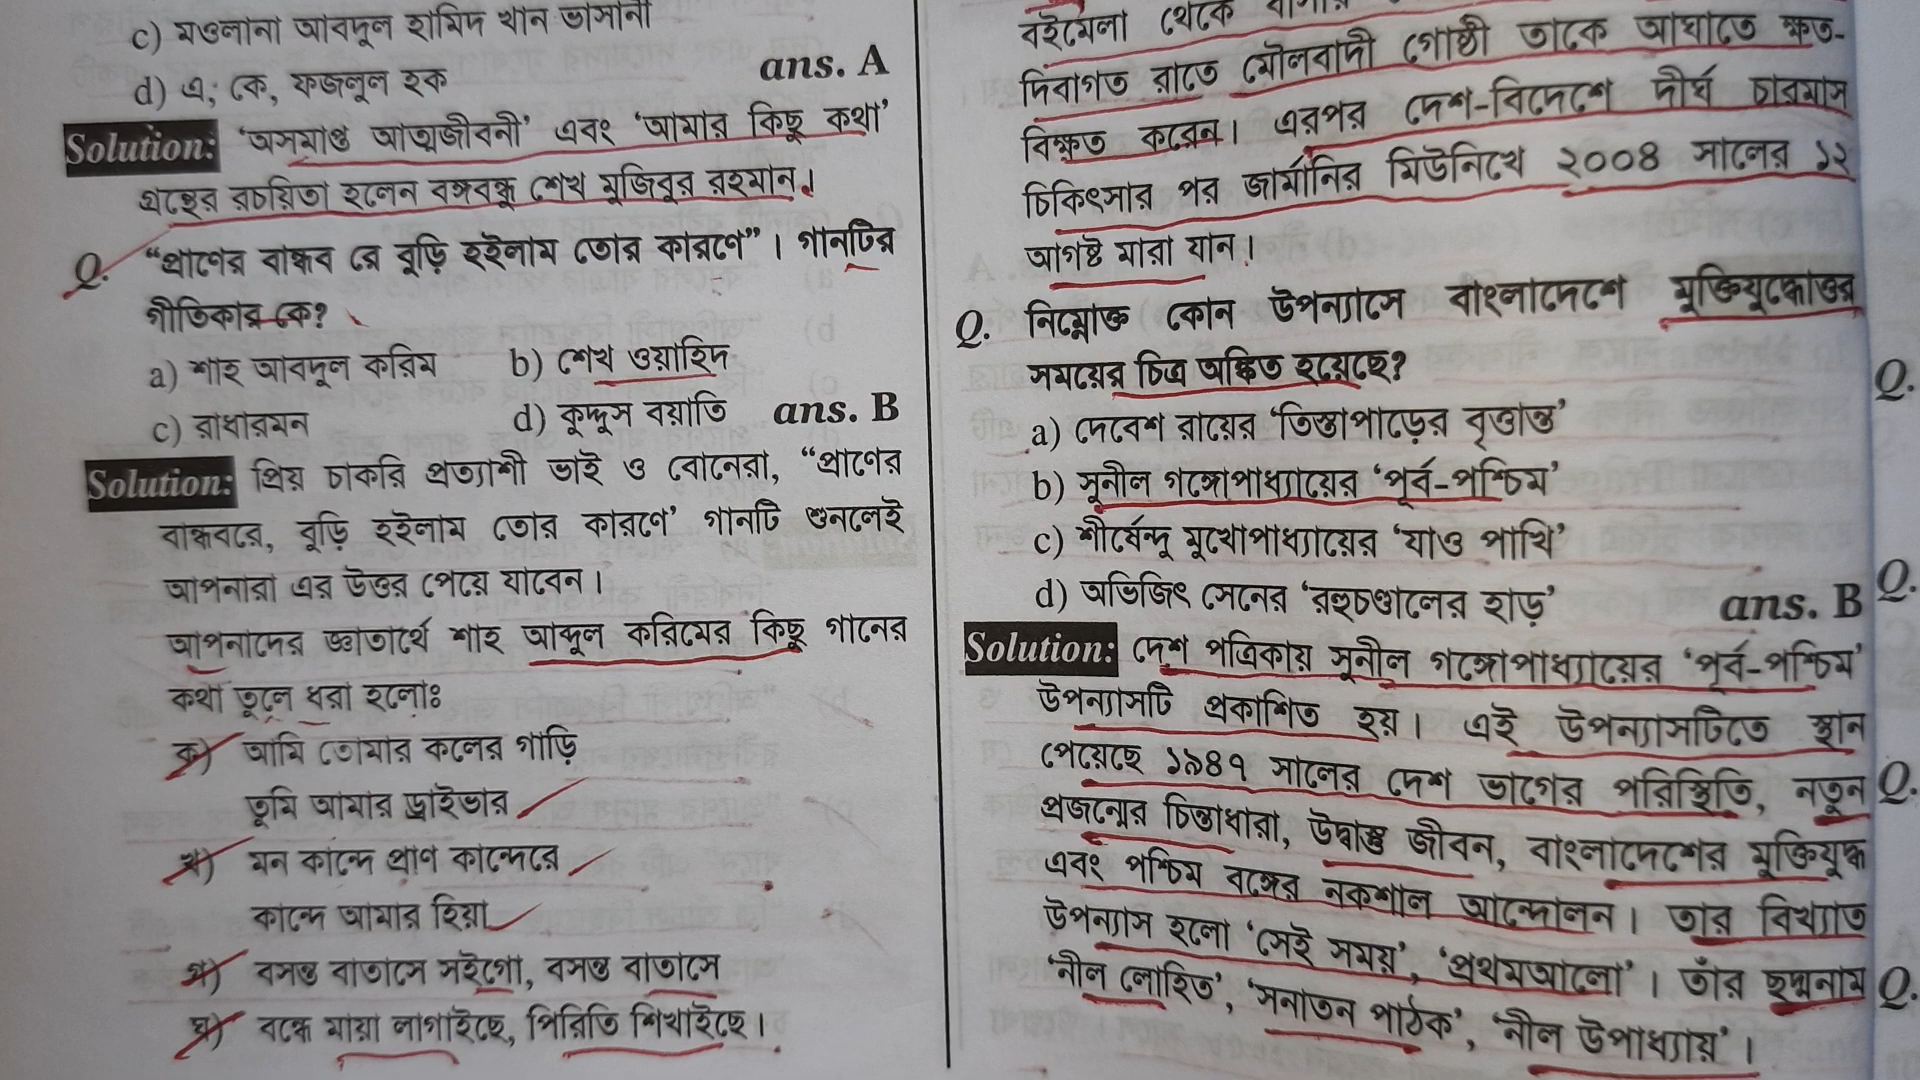 c) মওলানা আবদুল হামিদ খান ভাসানী
d) এ; কে, ফজলুল হক
ans. A
Solution: ‘অসমাপ্ত আত্মজীবনী’ এবং ‘আমার কিছু কথা’
গ্রন্থের রচয়িতা হলেন বঙ্গবন্ধু শেখ মুজিবুর রহমান।
Q. “প্রাণের বান্ধব রে বুড়ি হইলাম তোর কারণে”। গানটির
গীতিকার কে?
a) শাহ আবদুল করিম b) শেখ ওয়াহিদ
c) রাধারমন d) কুদ্দুস বয়াতি ans. B
Solution: প্রিয় চাকরি প্রত্যাশী ভাই ও বোনেরা, “প্রাণের
বান্ধবরে, বুড়ি হইলাম তোর কারণে’ গানটি শুনলেই
আপনারা এর উত্তর পেয়ে যাবেন।
আপনাদের জ্ঞাতার্থে শাহ আব্দুল করিমের কিছু গানের
কথা তুলে ধরা হলোঃ
ক) আমি তোমার কলের গাড়ি
তুমি আমার ড্রাইভার
খ) মন কান্দে প্রাণ কান্দেরে
কান্দে আমার হিয়া
গ) বসন্ত বাতাসে সইগো, বসন্ত বাতাসে
ঘ) বন্ধে মায়া লাগাইছে, পিরিতি শিখাইছে।
বইমেলা থেকে
দিবাগত রাতে মৌলবাদী গোষ্ঠী তাকে আঘাতে ক্ষত-
বিক্ষত করেন। এরপর দেশ-বিদেশে দীর্ঘ চারমাস
চিকিৎসার পর জার্মানির মিউনিখে ২০০৪ সালের ১২
আগষ্ট মারা যান।
Q. নিম্নোক্ত কোন উপন্যাসে বাংলাদেশে মুক্তিযুদ্ধোত্তর
সময়ের চিত্র অঙ্কিত হয়েছে?
a) দেবেশ রায়ের ‘তিস্তাপাড়ের বৃত্তান্ত’
b) সুনীল গঙ্গোপাধ্যায়ের ‘পূর্ব-পশ্চিম’
c) শীর্ষেন্দু মুখোপাধ্যায়ের ‘যাও পাখি’
d) অভিজিৎ সেনের ‘রহুচণ্ডালের হাড়’
ans. B
Solution: দেশ পত্রিকায় সুনীল গঙ্গোপাধ্যায়ের ‘পূর্ব-পশ্চিম’
উপন্যাসটি প্রকাশিত হয়। এই উপন্যাসটিতে স্থান
পেয়েছে ১৯৪৭ সালের দেশ ভাগের পরিস্থিতি, নতুন
প্রজন্মের চিন্তাধারা, উদ্বাস্তু জীবন, বাংলাদেশের মুক্তিযুদ্ধ
এবং পশ্চিম বঙ্গের নকশাল আন্দোলন। তার বিখ্যাত
উপন্যাস হলো ‘সেই সময়’, ‘প্রথমআলো’। তাঁর ছদ্মনাম
‘নীল লোহিত’, ‘সনাতন পাঠক’, ‘নীল উপাধ্যায়’।
Q.
Q.
Q.
Q.